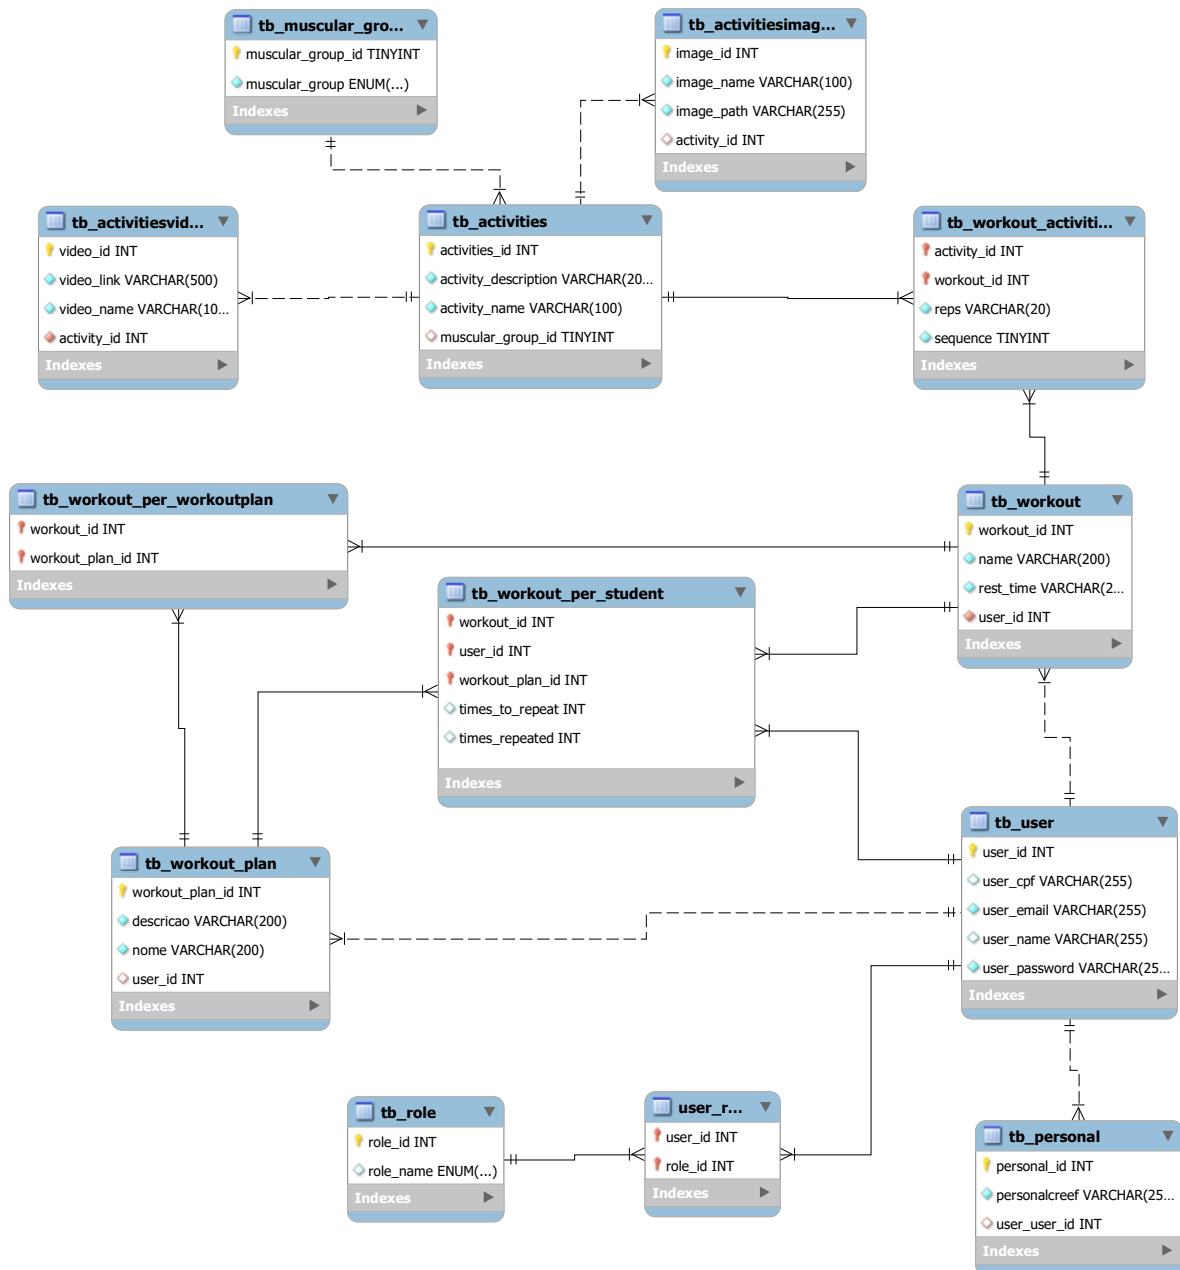 tb_muscular_gro...
muscular_group_id TINYINT
muscular_group ENUM(...)
Indexes
tb_activitiesimag...
image_id INT
image_name VARCHAR(100)
image_path VARCHAR(255)
activity_id INT
Indexes
tb_activitiesvid...
video_id INT
video_link VARCHAR(500)
video_name VARCHAR(10...
activity_id INT
Indexes
tb_activities
activities_id INT
activity_description VARCHAR(20...
activity_name VARCHAR(100)
muscular_group_id TINYINT
Indexes
tb_workout_activiti...
activity_id INT
workout_id INT
reps VARCHAR(20)
sequence TINYINT
Indexes
tb_workout_per_workoutplan
workout_id INT
workout_plan_id INT
Indexes
tb_workout
workout_id INT
name VARCHAR(200)
rest_time VARCHAR(2...
user_id INT
Indexes
tb_workout_per_student
workout_id INT
user_id INT
workout_plan_id INT
times_to_repeat INT
times_repeated INT
Indexes
tb_workout_plan
workout_plan_id INT
descricao VARCHAR(200)
nome VARCHAR(200)
user_id INT
Indexes
tb_user
user_id INT
user_cpf VARCHAR(255)
user_email VARCHAR(255)
user_name VARCHAR(255)
user_password VARCHAR(25...
Indexes
tb_role
role_id INT
role_name ENUM(...)
Indexes
user_r...
user_id INT
role_id INT
Indexes
tb_personal
personal_id INT
personalcreef VARCHAR(25...
user_user_id INT
Indexes